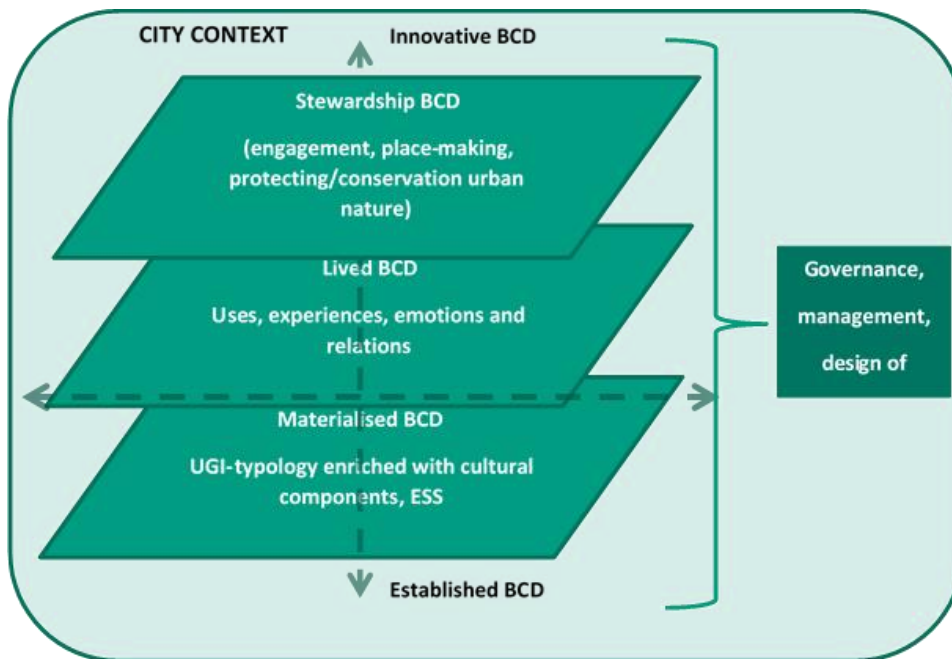 CITY CONTEXT
Innovative BCD
Stewardship BCD
(engagement, place-making,
protecting/conservation urban
nature)
Lived BCD
Uses, experiences, emotions and
relations
Materialised BCD
UGI-typology enriched with cultural
components, ESS
Established BCD
Governance,
management,
design of